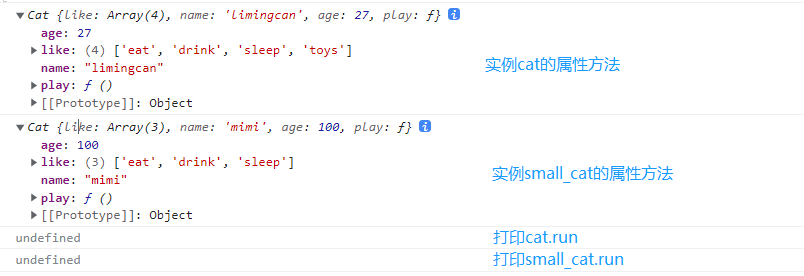 ▼Cat {like: Array(4), name: 'limingcan', age: 27, play: ƒ} i
age: 27
▶like: (4) ['eat', 'drink', 'sleep', 'toys']
实例cat的属性方法
name: "limingcan"
▶play: ƒ ()
▶[[Prototype]]: Object
▼Cat {like: Array(3), name: 'mimi', age: 100, play: ƒ} i
age: 100
▶like: (3) ['eat', 'drink', 'sleep']
实例small_cat的属性方法
name: "mimi"
▶play: ƒ ()
▶[[Prototype]]: Object
undefined 打印cat.run
undefined 打印small_cat.run